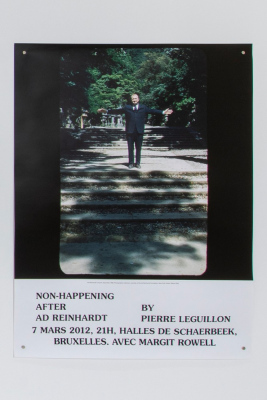 NON-HAPPENING
AFTER BY
AD REINHARDT PIERRE LEGUILLON
7 MARS 2012, 21H, HALLES DE SCHAERBEEK,
BRUXELLES. AVEC MARGIT ROWELL